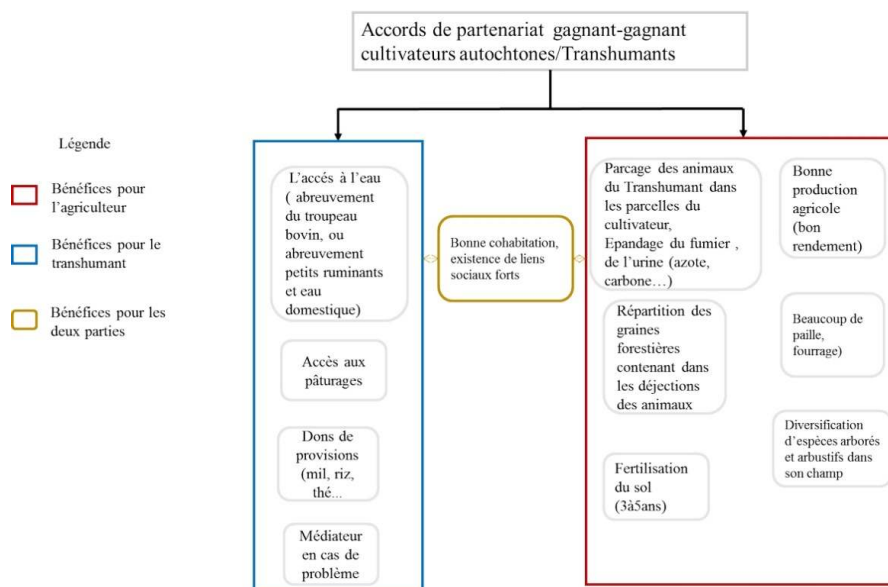 Accords de partenariat gagnant-gagnant
cultivateurs autochtones/Transhumants
Légende
Bénéfices pour
l'agriculteur
Bénéfices pour le
transhumant
Bénéfices pour les
deux parties
L'accés à l'eau
( abreuvement
du troupeau
bovin, ou
abreuvement
petits ruminants
et eau
domestique)
Accès aux
pâturages
Dons de
provisions
(mil, riz,
thé...
Médiateur
en cas de
problème
Bonne cohabitation,
existence de liens
sociaux forts
Parcage des animaux
du Transhumant dans
les parcelles du
cultivateur,
Epandage du fumier ,
de l'urine (azote,
carbone…)
Répartition des
graines
forestières
contenant dans
les déjections
des animaux
Fertilisation
du sol
(3à5ans)
Bonne
production
agricole
(bon
rendement)
Beaucoup de
paille,
fourrage)
Diversification
d'espèces arborés
et arbustifs dans
son champ